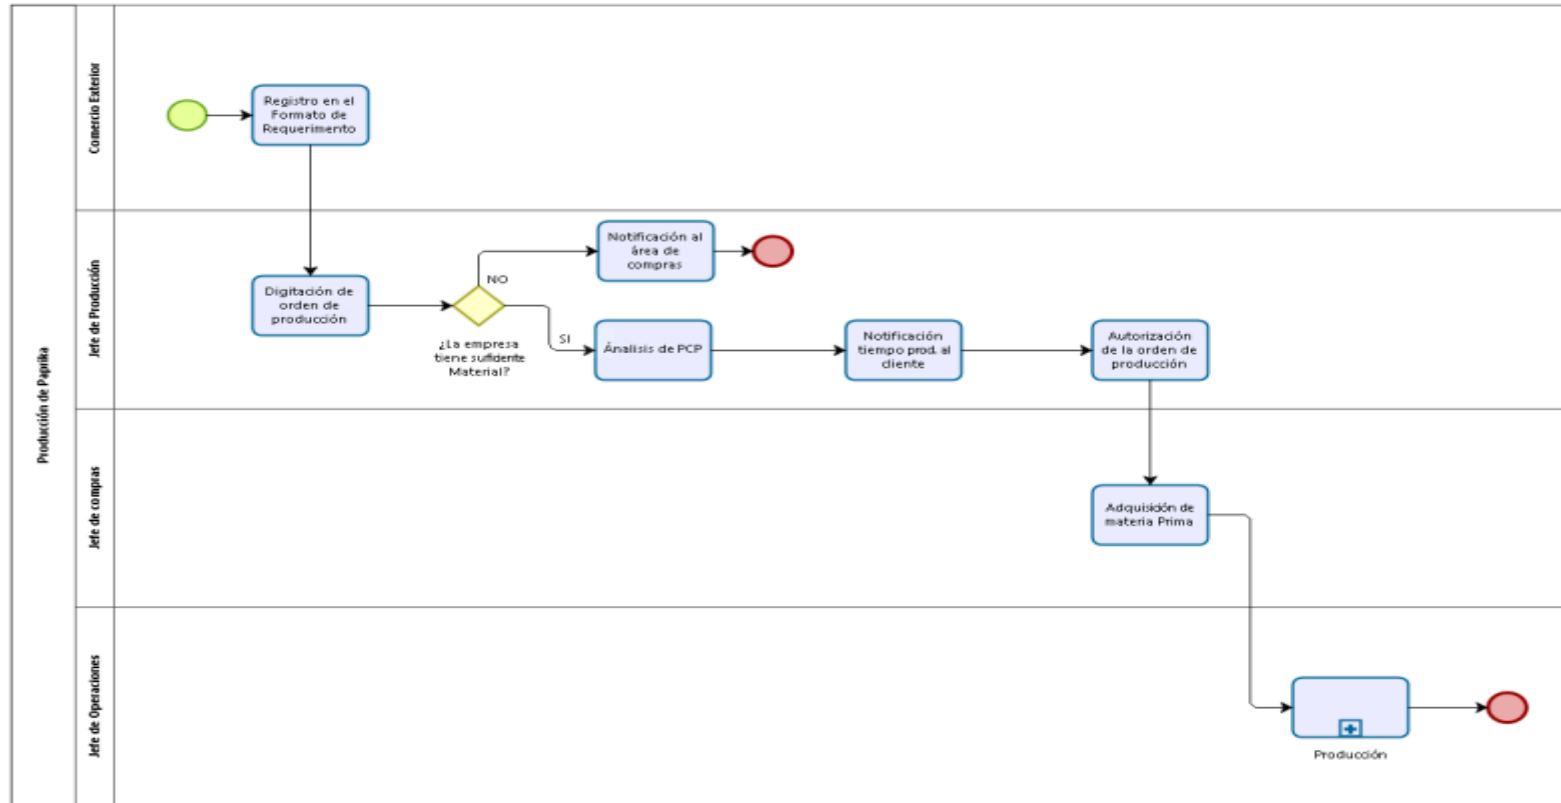 Producción de Paprika
Comercio Exterior
Registro en el
Formato de
Requerimento
Jefe de Producción
Digitación de
orden de
producción
¿La empresa
tiene sufidente
Material?
NO
SI
Notificación al
área de
compras
Ánalisis de PCP
Notificación
tiempo prod. al
cliente
Autorización
de la orden de
producción
Jefe de compras
Adquisición de
materia Prima
Jefe de Operaciones
Producción